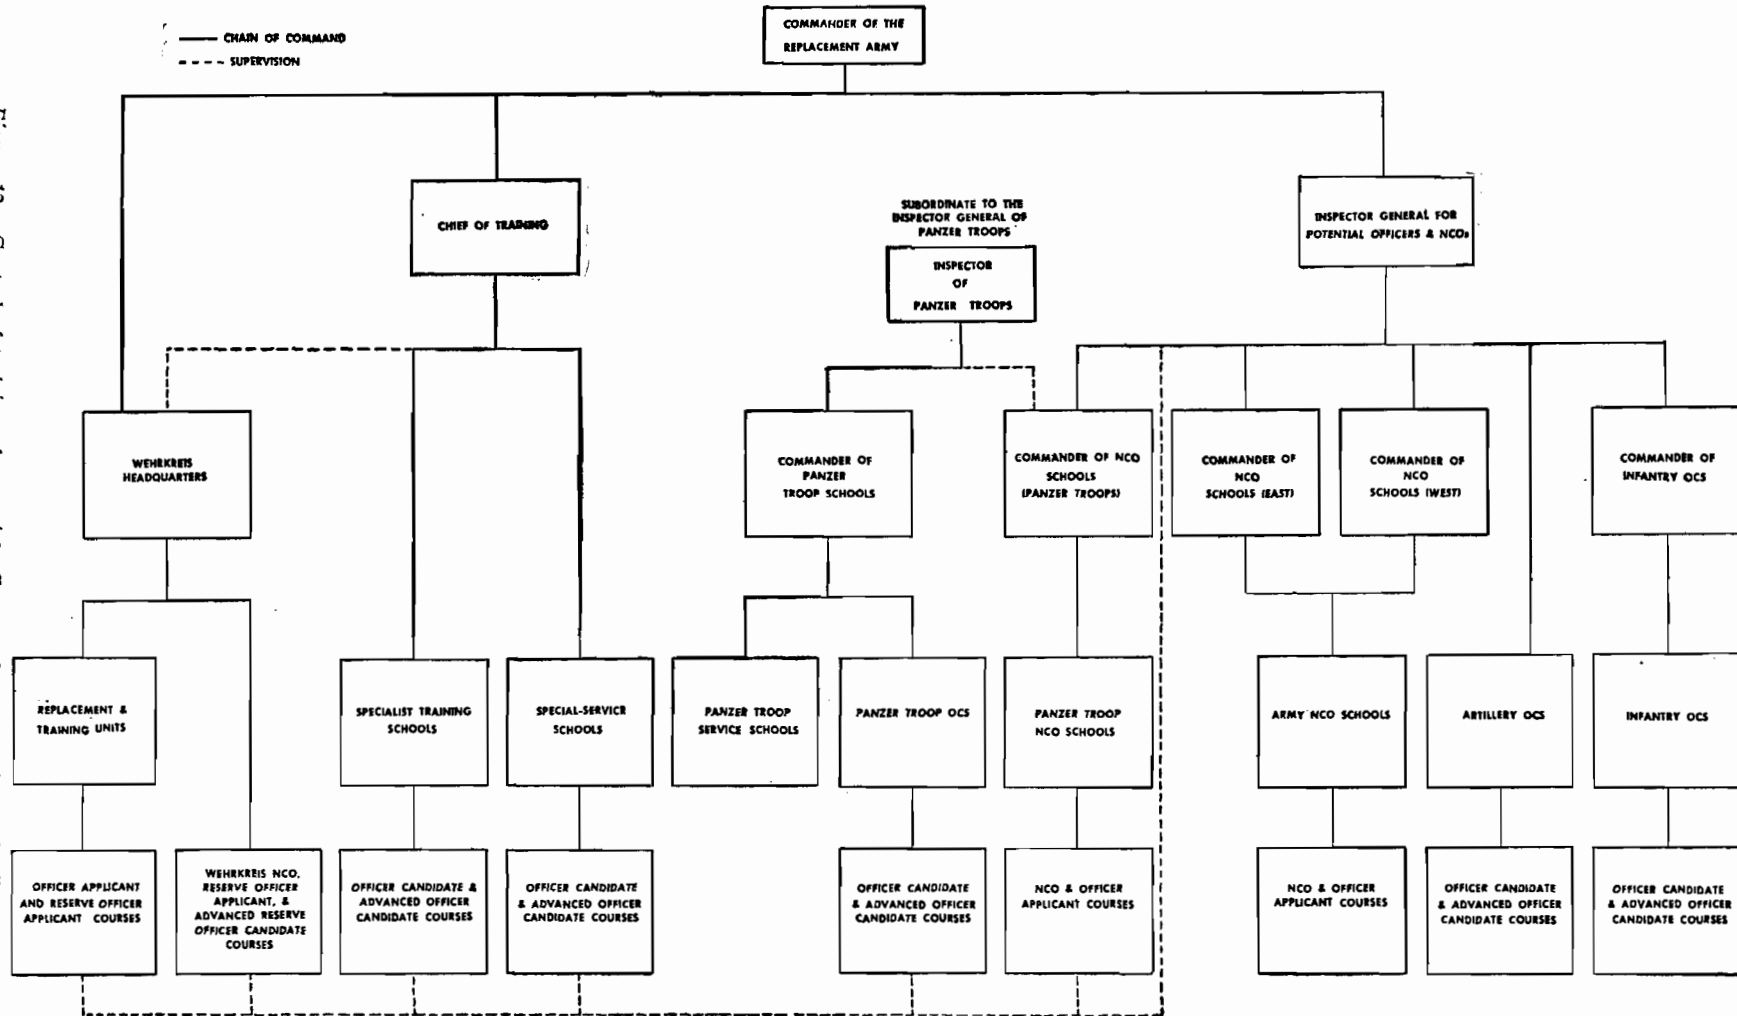 CHAIN OF COMMAND
SUPERVISION
COMMANDER OF THE
REPLACEMENT ARMY
CHIEF OF TRAINING
SUBORDINATE TO THE
INSPECTOR GENERAL OF
PANZER TROOPS
INSPECTOR
OF
PANZER TROOPS
INSPECTOR GENERAL FOR
POTENTIAL OFFICERS & NCOs
WEHRKREIS
HEADQUARTERS
COMMANDER OF
PANZER
TROOP SCHOOLS
COMMANDER OF NCO
SCHOOLS
(PANZER TROOPS)
COMMANDER OF
NCO
SCHOOLS (EAST)
COMMANDER OF
NCO
SCHOOLS (WEST)
COMMANDER OF
INFANTRY OCS
REPLACEMENT &
TRAINING UNITS
SPECIALIST TRAINING
SCHOOLS
SPECIAL-SERVICE
SCHOOLS
PANZER TROOP
SERVICE SCHOOLS
PANZER TROOP OCS
PANZER TROOP
NCO SCHOOLS
ARMY NCO SCHOOLS
ARTILLERY OCS
INFANTRY OCS
OFFICER APPLICANT
AND RESERVE OFFICER
APPLICANT COURSES
WEHRKREIS NCO,
RESERVE OFFICER
APPLICANT, &
ADVANCED RESERVE
OFFICER CANDIDATE
COURSES
OFFICER CANDIDATE &
ADVANCED OFFICER
CANDIDATE COURSES
OFFICER CANDIDATE
& ADVANCED OFFICER
CANDIDATE COURSES
OFFICER CANDIDATE
& ADVANCED OFFICER
CANDIDATE COURSES
NCO & OFFICER
APPLICANT COURSES
NCO & OFFICER
APPLICANT COURSES
OFFICER CANDIDATE
& ADVANCED OFFICER
CANDIDATE COURSES
OFFICER CANDIDATE
& ADVANCED OFFICER
CANDIDATE COURSES